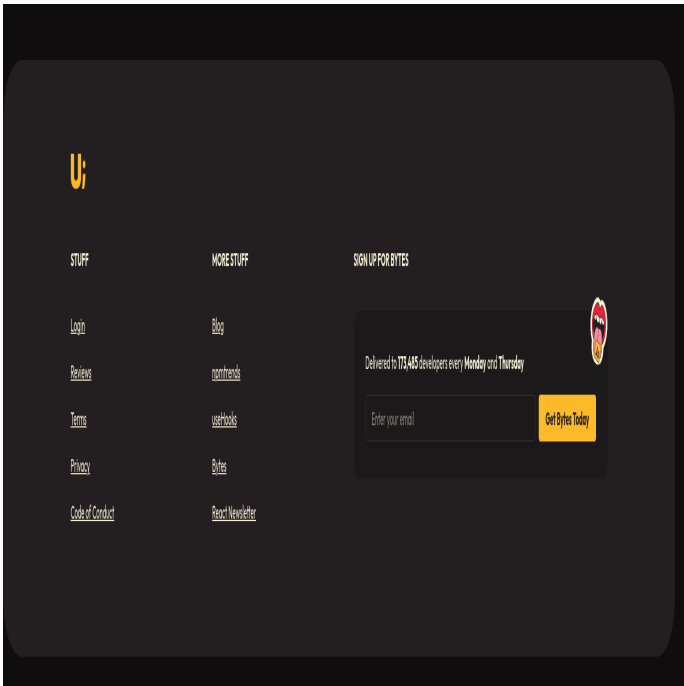 U;
STUFF
Login
Reviews
Terms
Privacy
Code of Conduct
MORE STUFF
Blog
npmtrends
useHooks
Bytes
React Newsletter
SIGN UP FOR BYTES
Delivered to 173,485 developers every Monday and Thursday
Enter your email
Get Bytes Today